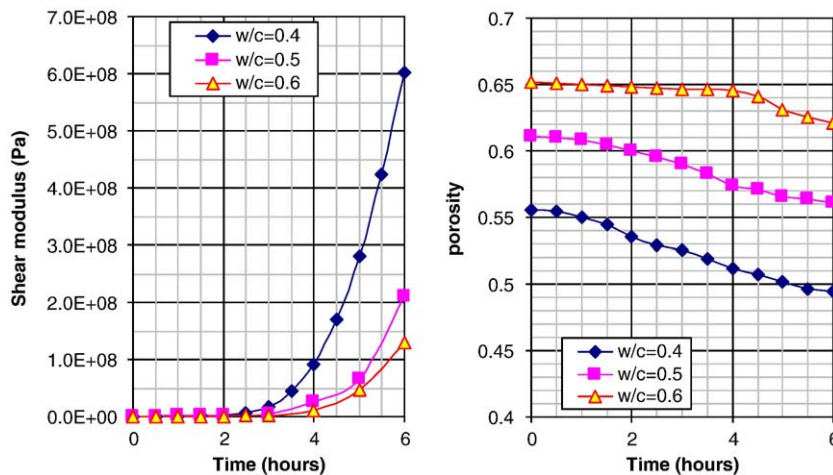 Shear modulus (Pa)
7.0E+08
6.0E+08
5.0E+08
4.0E+08
3.0E+08
2.0E+08
1.0E+08
0.0E+00
w/c=0.4
w/c=0.5
w/c=0.6
0 2 4 6
Time (hours)
porosity
0.7
0.65
0.6
0.55
0.5
0.45
0.4
w/c=0.4
w/c=0.5
w/c=0.6
0 2 4 6
Time (hours)